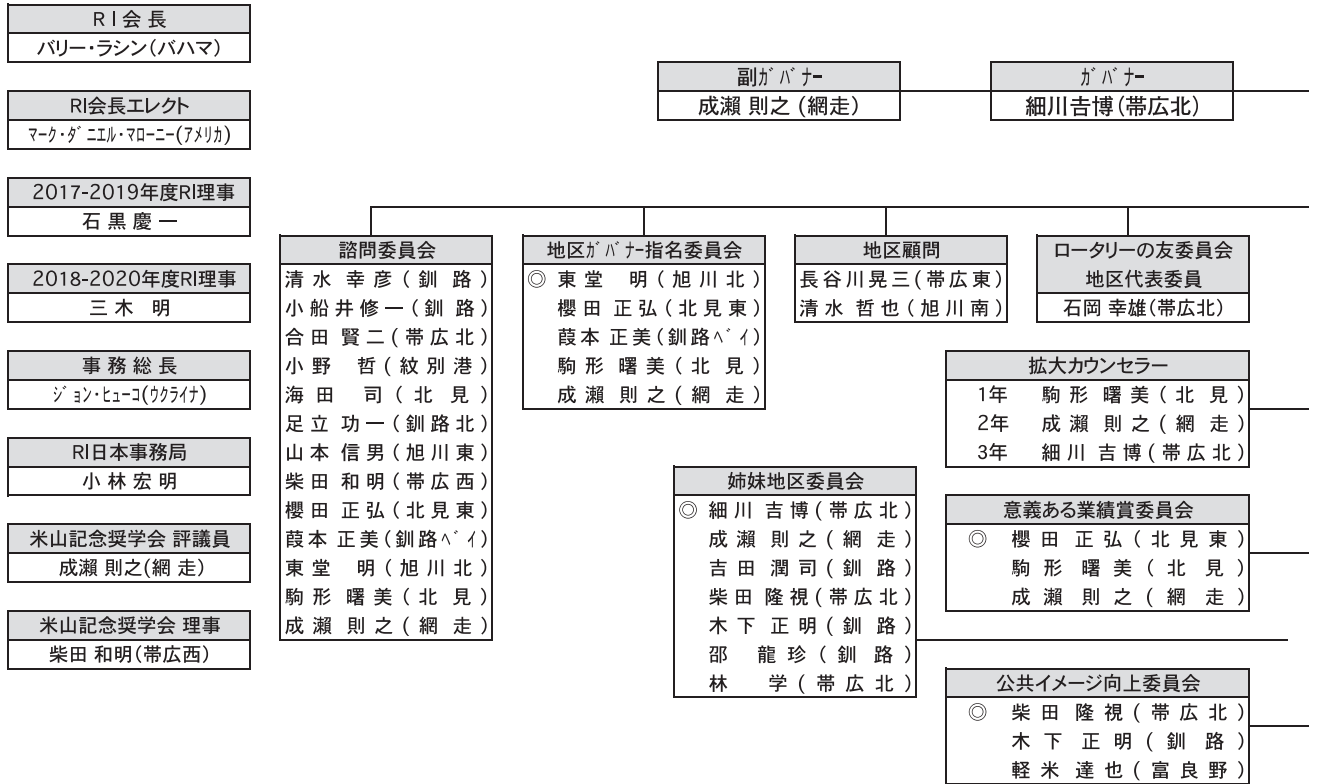 RI会長
バリー・ラシン(バハマ)
RI会長エレクト
マーク・ダニエル・マローニー(アメリカ)
2017-2019年度RI理事
石黒慶一
2018-2020年度RI理事
三木 明
事務総長
ジョン・ヒューコ(ウクライナ)
RI日本事務局
小林宏明
米山記念奨学会 評議員
成瀬 則之(網 走)
米山記念奨学会 理事
柴田 和明(帯広西)
副ガバナー
成瀬 則之(網走)
ガバナー
細川吉博(帯広北)
諮問委員会
清水 幸彦(釧 路)
小船井修一(釧 路)
合田 賢二(帯広北)
小野 哲(紋別港)
海田 司(北 見)
足立 功一(釧路北)
山本 信男(旭川東)
柴田 和明(帯広西)
櫻田 正弘(北見東)
葭本 正美(釧路ベイ)
東堂 明(旭川北)
駒形 曙美(北 見)
成瀬 則之(網 走)
地区ガバナー指名委員会
◎ 東堂 明(旭川北)
櫻田 正弘(北見東)
葭本 正美(釧路ベイ)
駒形 曙美(北 見)
成瀬 則之(網 走)
地区顧問
長谷川晃三(帯広東)
清水 哲也(旭川南)
ロータリーの友委員会
地区代表委員
石岡 幸雄(帯広北)
拡大カウンセラー
1年 駒形 曙美(北 見)
2年 成瀬 則之(網 走)
3年 細川 吉博(帯広北)
姉妹地区委員会
◎ 細川 吉博(帯広北)
成瀬 則之(網 走)
吉田 潤司(釧 路)
柴田 隆視(帯広北)
木下 正明(釧 路)
邵 龍珍(釧 路)
林 学(帯広北)
意義ある業績賞委員会
◎ 櫻田 正弘(北見東)
駒形 曙美(北 見)
成瀬 則之(網 走)
公共イメージ向上委員会
◎ 柴田 隆視(帯広北)
木下 正明(釧 路)
軽米 達也(富良野)